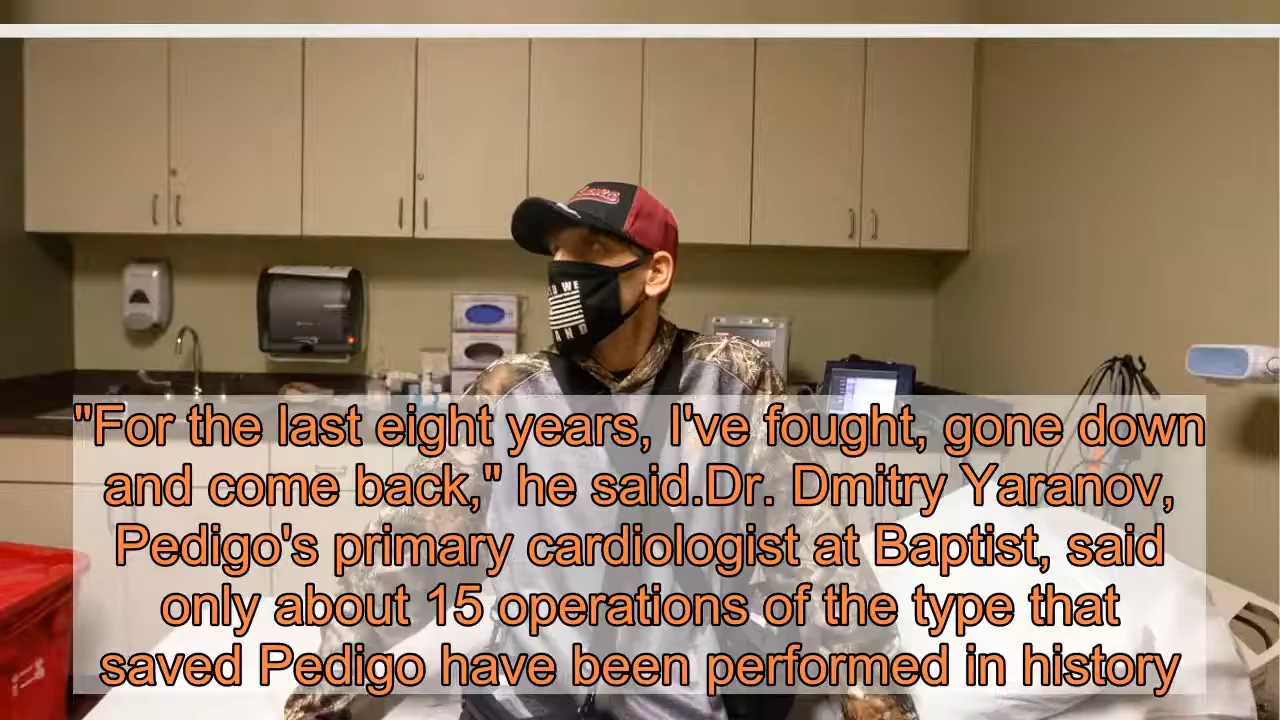 D WE
AND
"For the last eight years, I've fought, gone down
and come back," he said.Dr. Dmitry Yaranov,
Pedigo's primary cardiologist at Baptist, said
only about 15 operations of the type that
saved Pedigo have been performed in history